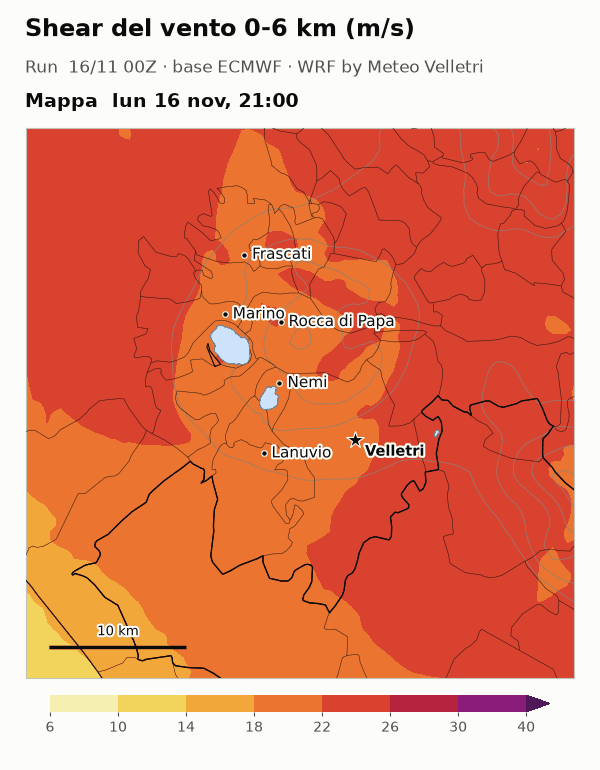 Shear del vento 0-6 km (m/s)
Run  16/11 00Z · base ECMWF · WRF by Meteo Velletri
Mappa  lun 16 nov, 21:00
Frascati
Marino
Rocca di Papa
Nemi
Velletri
Lanuvio
10 km
6 10 14 18 22 26 30 40